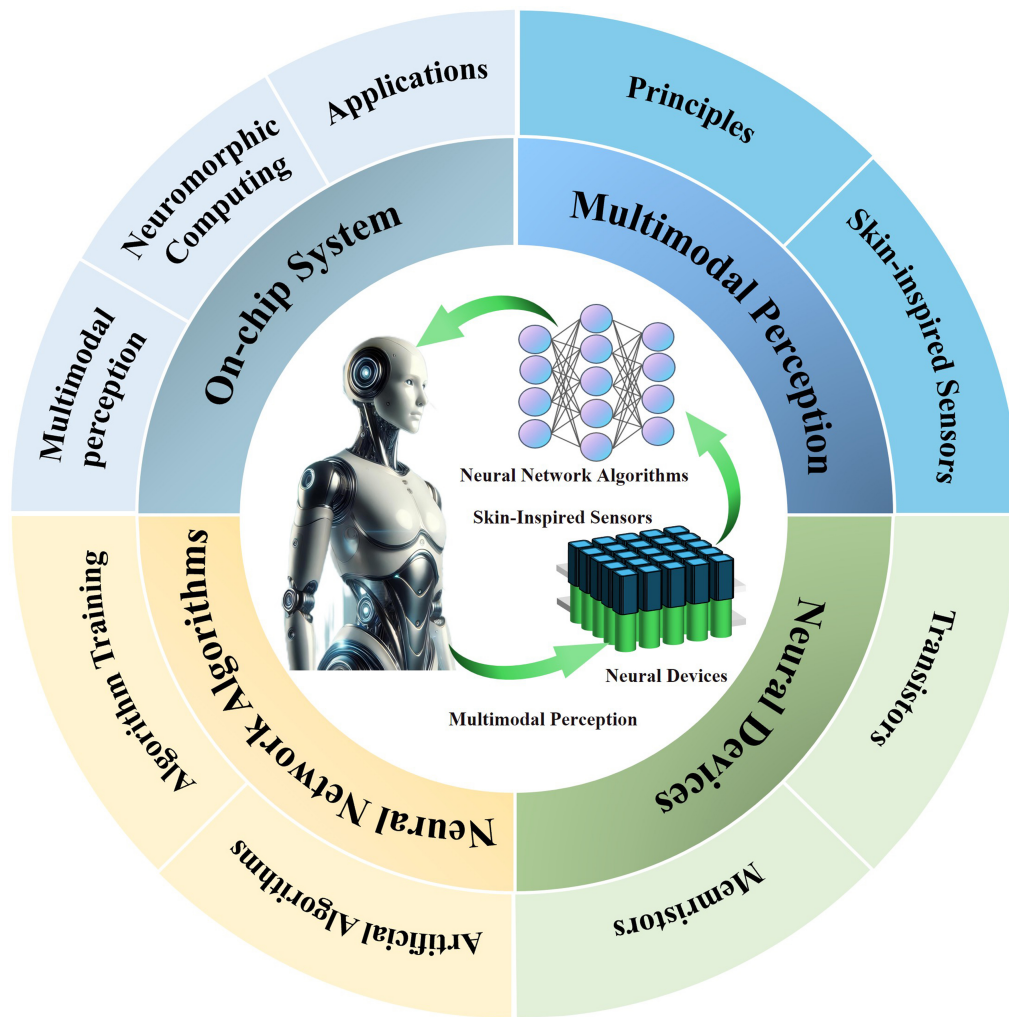 Applications
Principles
Neuromorphic
Computing
On-chip System
Multimodal Perception
Skin-inspired Sensors
Multimodal
perception
Neural Network Algorithms
Skin-Inspired Sensors
Neural Devices
Multimodal Perception
Algorithm Training
Neural Network Algorithms
Neural Devices
Transistors
Artificial Algorithms
Memristors